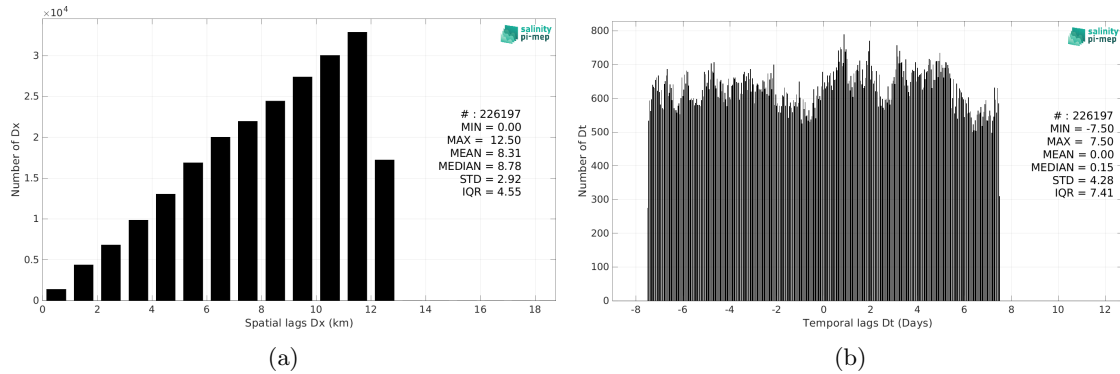 ×10⁴
salinity
pi-mep
3
2.5
2
1.5
1
0.5
0
Number of Dx
# : 226197
MIN = 0.00
MAX = 12.50
MEAN = 8.31
MEDIAN = 8.78
STD = 2.92
IQR = 4.55
0 2 4 6 8 10 12 14 16 18
Spatial lags Dx (km)
(a)
salinity
pi-mep
800
700
600
500
400
300
200
100
0
Number of Dt
# : 226197
MIN = -7.50
MAX = 7.50
MEAN = 0.00
MEDIAN = 0.15
STD = 4.28
IQR = 7.41
-8 -6 -4 -2 0 2 4 6 8 10 12
Temporal lags Dt (Days)
(b)